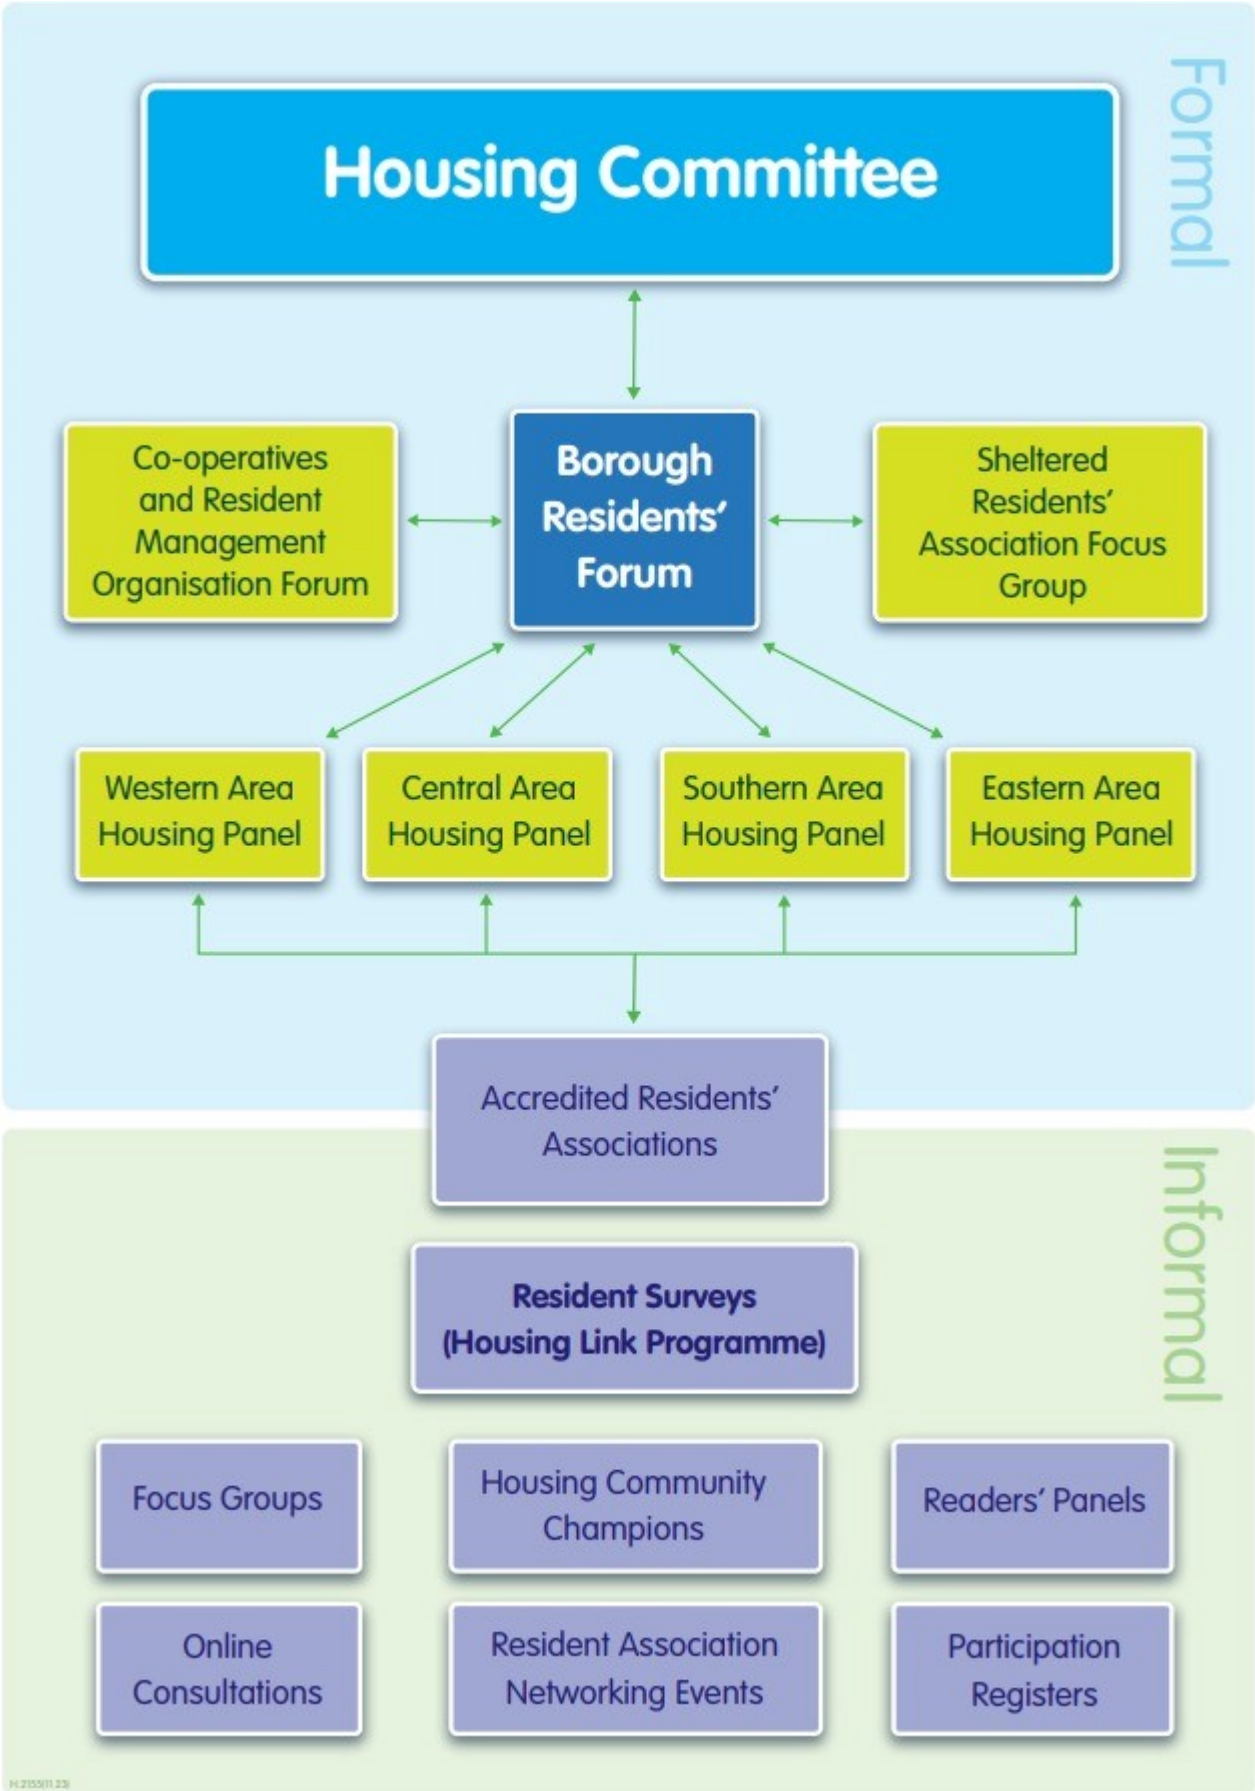 Formal
Housing Committee
Co-operatives
and Resident
Management
Organisation Forum
Borough
Residents’
Forum
Sheltered
Residents’
Association Focus
Group
Western Area
Housing Panel
Central Area
Housing Panel
Southern Area
Housing Panel
Eastern Area
Housing Panel
Accredited Residents’
Associations
Informal
Resident Surveys
(Housing Link Programme)
Focus Groups
Housing Community
Champions
Readers’ Panels
Online
Consultations
Resident Association
Networking Events
Participation
Registers
H.2155(11.23)